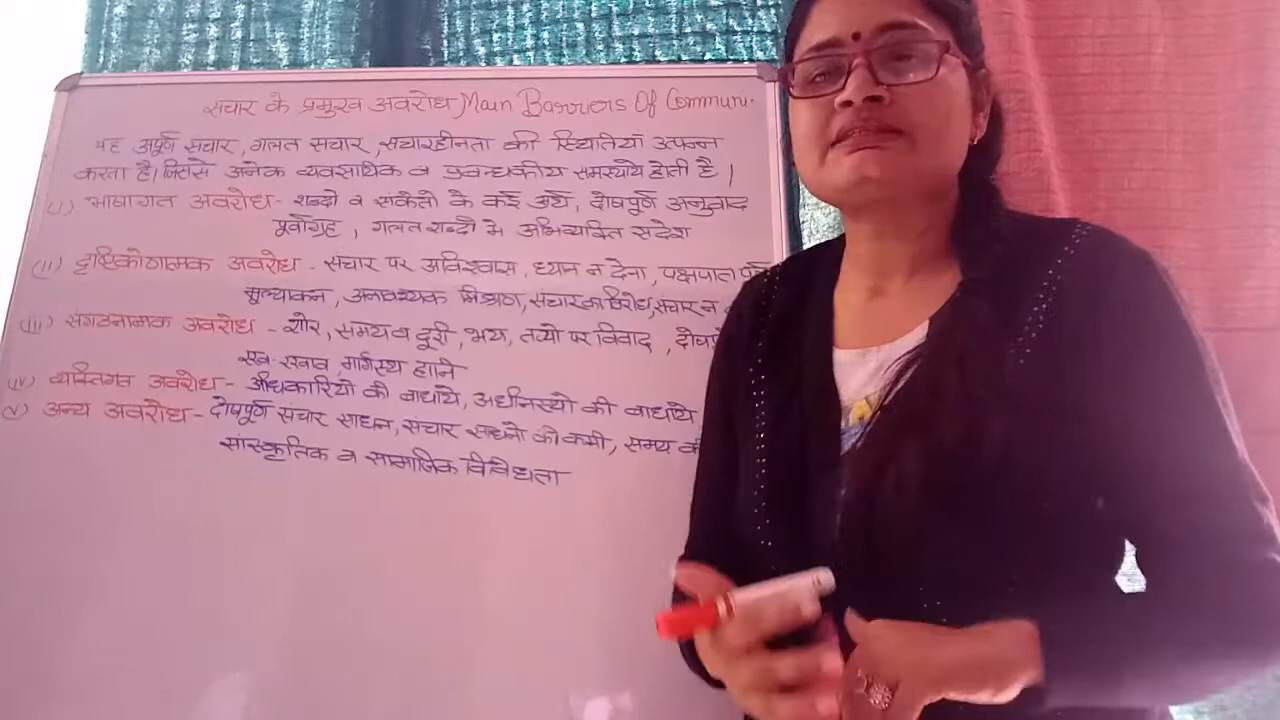 संचार के प्रमुख अवरोध Main Barriers Of Commun.
यह अपूर्ण संचार, गलत संचार, संचारहीनता की स्थितियाँ उत्पन्न
करता है। जिससे अनेक व्यवसायिक व प्रबन्धकीय समस्याये होती है।
(i) भाषागत अवरोध - शब्दो व संकेतो के कई अर्थ, दोषपूर्ण अनुवाद
पूर्वाग्रह, गलत शब्दो मे अभिव्यक्ति संदेश
(ii) दृष्टिकोणात्मक अवरोध - संचार पर अविश्वास, ध्यान न देना, पक्षपात
मूल्यांकन, अनावश्यक मिश्रण, संचार का विरोध, संचार न
(iii) संगठनात्मक अवरोध - शोर, समय व दूरी, भय, तथ्यो पर विवाद,
रख-रखाव, मार्गस्थ हानि
(iv) व्यक्तिगत अवरोध - अधिकारियो की बाधाये, अधीनस्थो की बाधाये
(v) अन्य अवरोध - दोषपूर्ण संचार साधन, संचार साधनो की कमी, समय की
सांस्कृतिक व सामाजिक विविधता